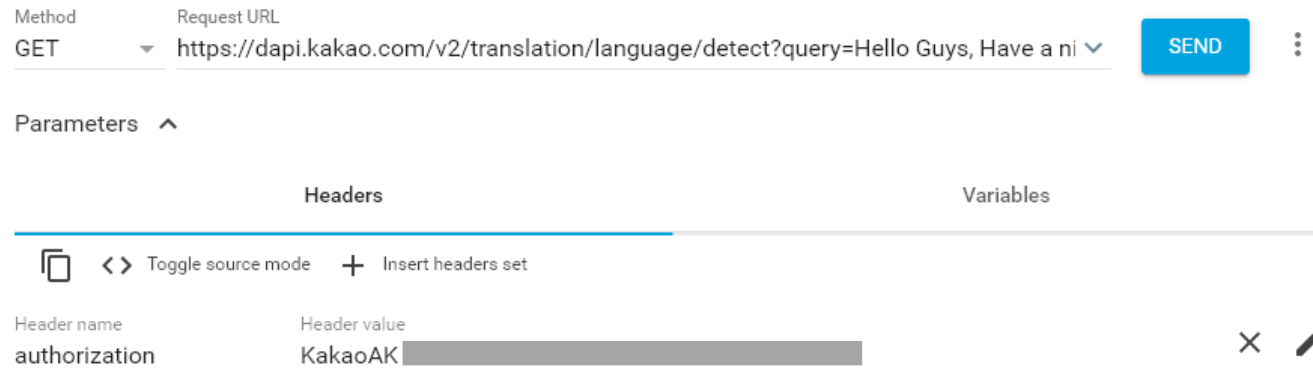 Method Request URL
GET https://dapi.kakao.com/v2/translation/language/detect?query=Hello Guys, Have a ni SEND
Parameters
Headers Variables
Toggle source mode Insert headers set
Header name Header value
authorization KakaoAK